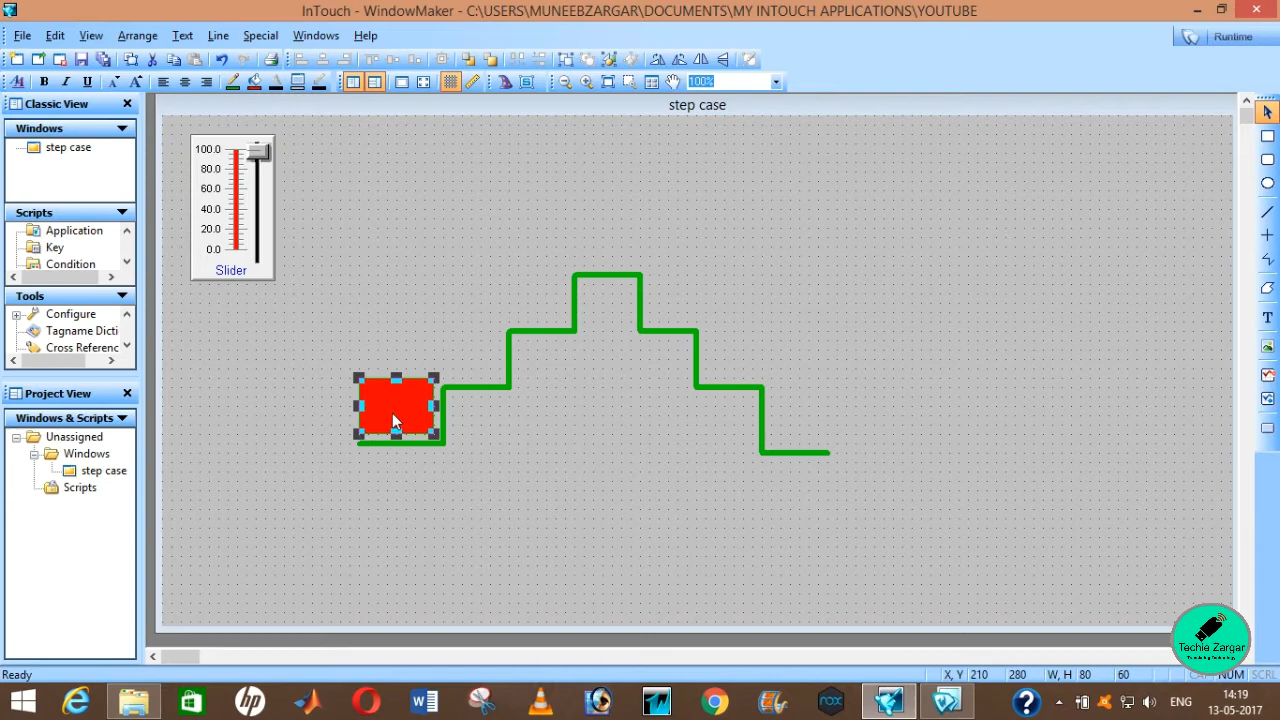 InTouch - WindowMaker - C:\USERS\MUNEEBZARGAR\DOCUMENTS\MY INTOUCH APPLICATIONS\YOUTUBE
File Edit View Arrange Text Line Special Windows Help
Runtime
B I U A A
100%
Classic View
step case
Windows
step case
100.0
80.0
60.0
40.0
20.0
0.0
Slider
Scripts
Application
Key
Condition
Tools
Configure
Tagname Dicti
Cross Referenc
Project View
Windows & Scripts
Unassigned
Windows
step case
Scripts
T
Techie Zargar
Ready
X, Y 210 280 W, H 80 60 CAP NUM SCRL
ENG
14:19
13-05-2017